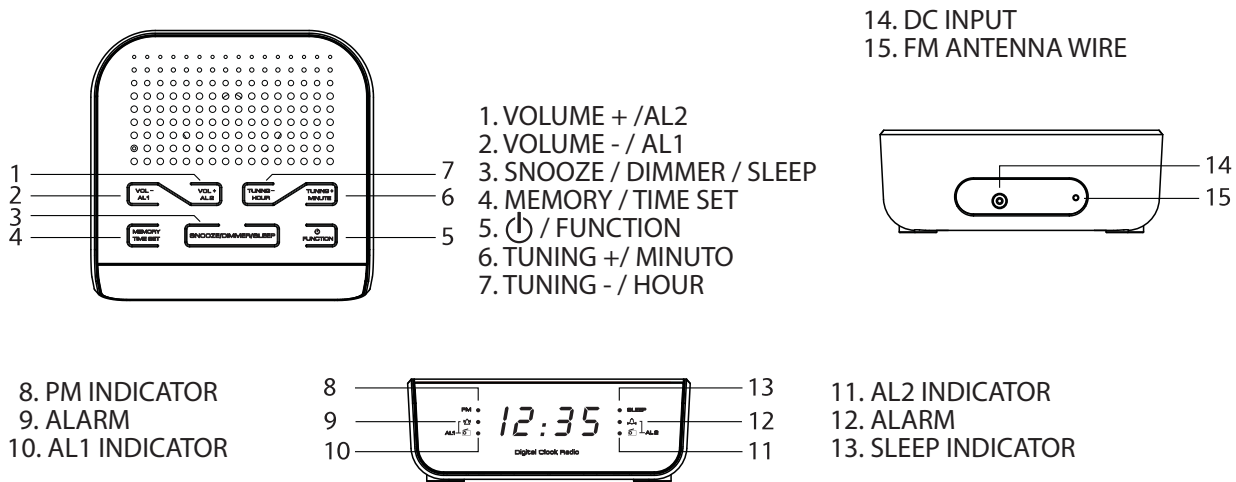 14. DC INPUT
15. FM ANTENNA WIRE
1. VOLUME + /AL2
2. VOLUME - / AL1
3. SNOOZE / DIMMER / SLEEP
4. MEMORY / TIME SET
5. / FUNCTION
6. TUNING +/ MINUTO
7. TUNING - / HOUR
1
2
3
4
7
6
5
VOL -
AL1
VOL +
AL2
TUNING -
HOUR
TUNING +
MINUTE
MEMORY
TIME SET
SNOOZE/DIMMER/SLEEP
FUNCTION
14
15
8. PM INDICATOR
9. ALARM
10. AL1 INDICATOR
8
9
10
PM
AL1
12:35
SLEEP
AL2
Digital Clock Radio
13
12
11
11. AL2 INDICATOR
12. ALARM
13. SLEEP INDICATOR